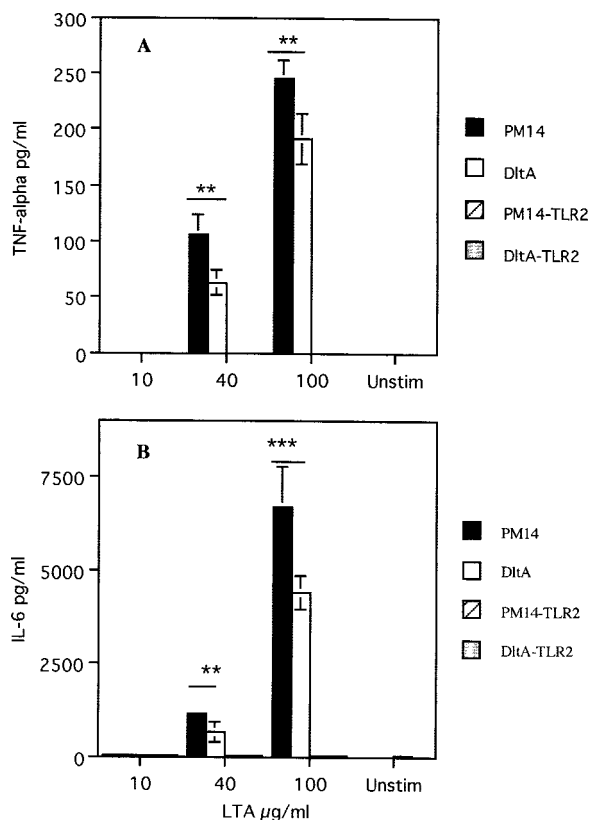 A
TNF-alpha pg/ml
300
250
200
150
100
50
0
**
**
10
40
100
Unstim
PM14
DltA
PM14-TLR2
DltA-TLR2
B
IL-6 pg/ml
7500
5000
2500
0
**
***
10
40
100
Unstim
LTA µg/ml
PM14
DltA
PM14-TLR2
DltA-TLR2